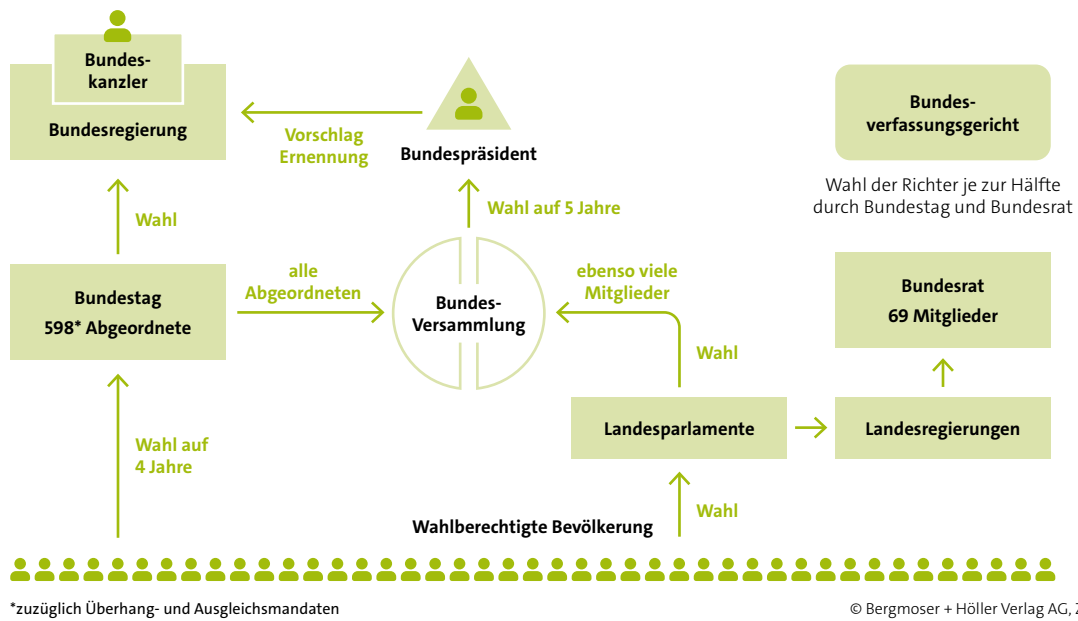 Bundes-
kanzler
Bundesregierung
Vorschlag
Ernennung
Bundespräsident
Bundes-
verfassungsgericht
Wahl der Richter je zur Hälfte
durch Bundestag und Bundesrat
Wahl
Wahl auf 5 Jahre
Bundestag
598* Abgeordnete
alle
Abgeordneten
Bundes-
Versammlung
ebenso viele
Mitglieder
Bundesrat
69 Mitglieder
Wahl
Landesparlamente
Landesregierungen
Wahl auf
4 Jahre
Wahl
Wahlberechtigte Bevölkerung
*zuzüglich Überhang- und Ausgleichsmandaten
© Bergmoser + Höller Verlag AG, Z